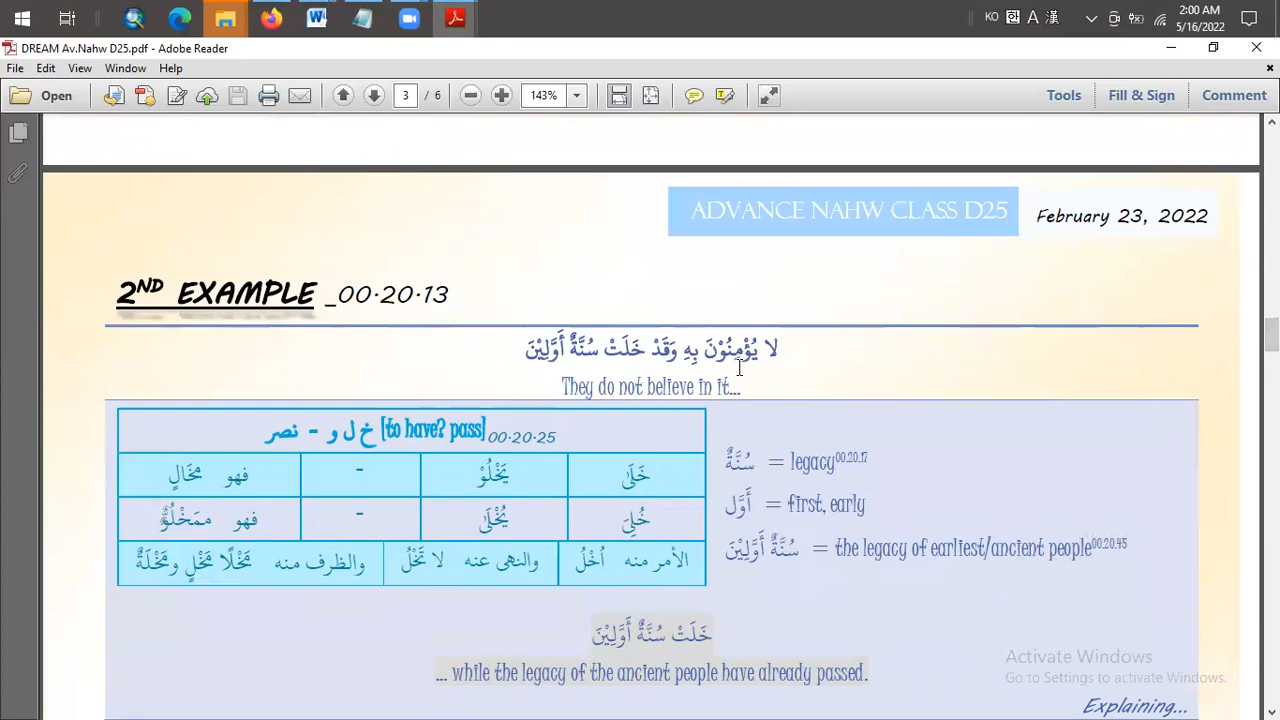 2:00 AM
KO A 漢
5/16/2022
DREAM Av.Nahw D25.pdf - Adobe Reader
File Edit View Window Help
Open 3 / 6 143% Tools Fill & Sign Comment
ADVANCE NAHW CLASS D25
February 23, 2022
2ND EXAMPLE _00·20·13
لا يُؤْمِنُوْنَ بِهِ وَقَدْ خَلَتْ سُنَّةٌ أَوَّلِيْنَ
They do not believe in it...
خ ل و - نصر [to have? pass] 00·20·25
خَلَىٰ يَخْلُوْ - فهو مخَالٍ
خُلِيَ يُخْلَىٰ - فهو
الأمر منه اُخْلُ والنهى عنه لا تَخْلُ والظرف منه مَخْلًا مَخْلٍ ومَخْلَةٌ
سُنَّةٌ = legacy00.20.17
أَوَّل = first, early
سُنَّةٌ أَوَّلِيْنَ = the legacy of earliest/ancient people00.20.45
خَلَتْ سُنَّةٌ أَوَّلِيْنَ
... while the legacy of the ancient people have already passed.
Activate Windows
Go to Settings to activate Windows.
Explaining...